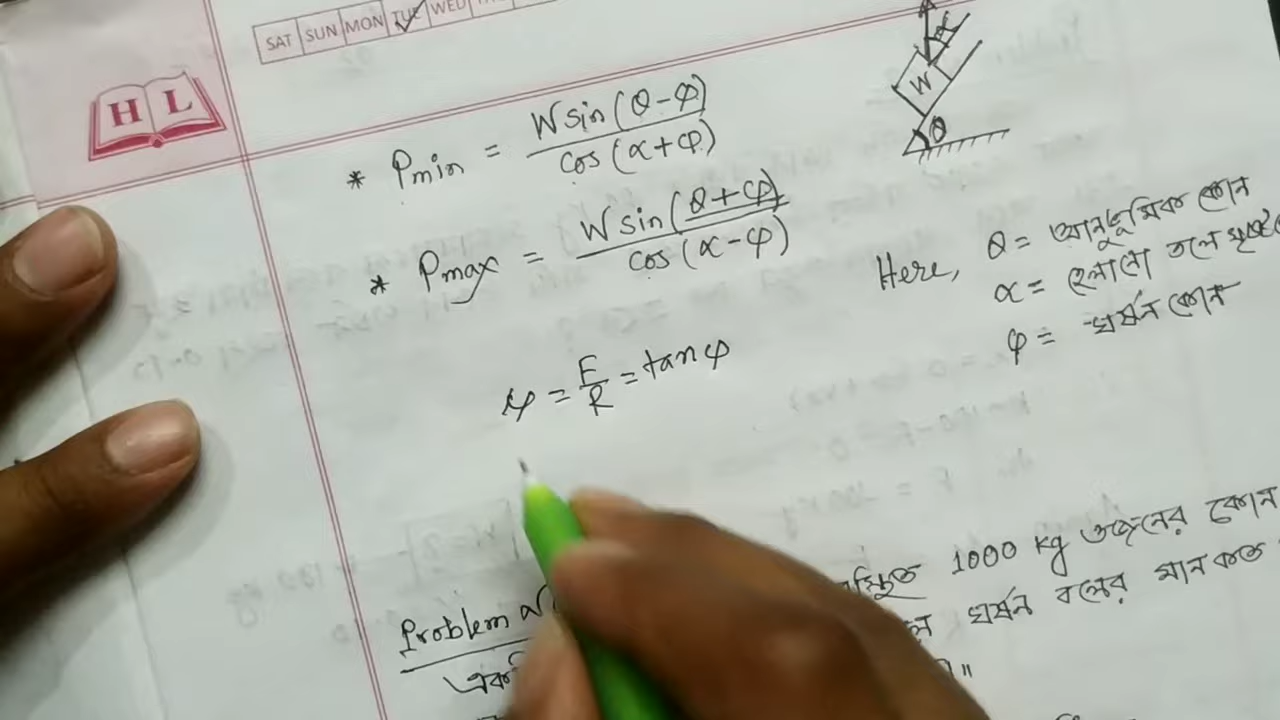 SAT SUN MON TUE WED
H L
* Pmin = W sin(θ-φ) / cos(α+φ)
* Pmax = W sin(θ+φ) / cos(α-φ)
W
α
θ
Here, θ = আনুভূমিক কোন
α = হেলানো তলে
φ = ঘর্ষন কোন
μ = F/R = tanφ
Problem
1000 kg ওজনের কোন
ঘর্ষন বলের মান কত